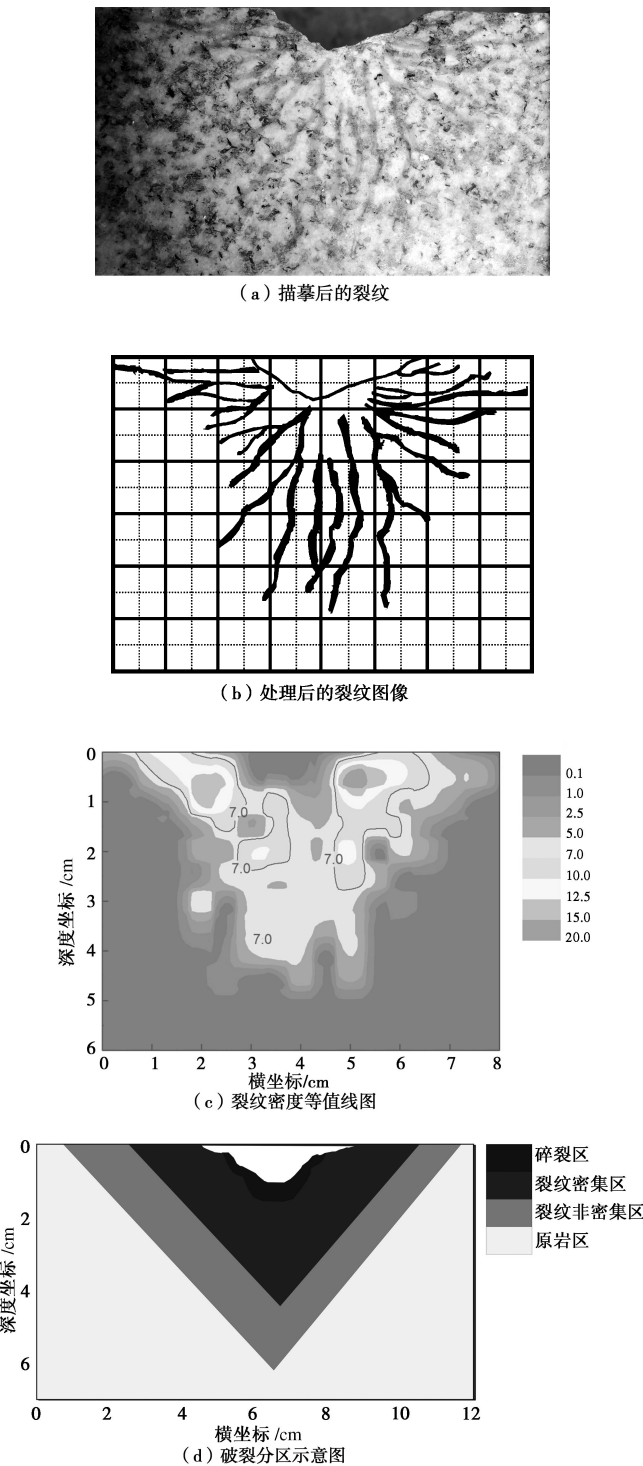 （a）描摹后的裂纹
（b）处理后的裂纹图像
0
1
2
3
4
5
6
深度坐标 /cm
7.0
7.0
7.0
7.0
0 1 2 3 4 5 6 7 8
横坐标/cm
0.1
1.0
2.5
5.0
7.0
10.0
12.5
15.0
20.0
（c）裂纹密度等值线图
0
2
4
6
深度坐标 /cm
0 2 4 6 8 10 12
横坐标 /cm
碎裂区
裂纹密集区
裂纹非密集区
原岩区
（d）破裂分区示意图